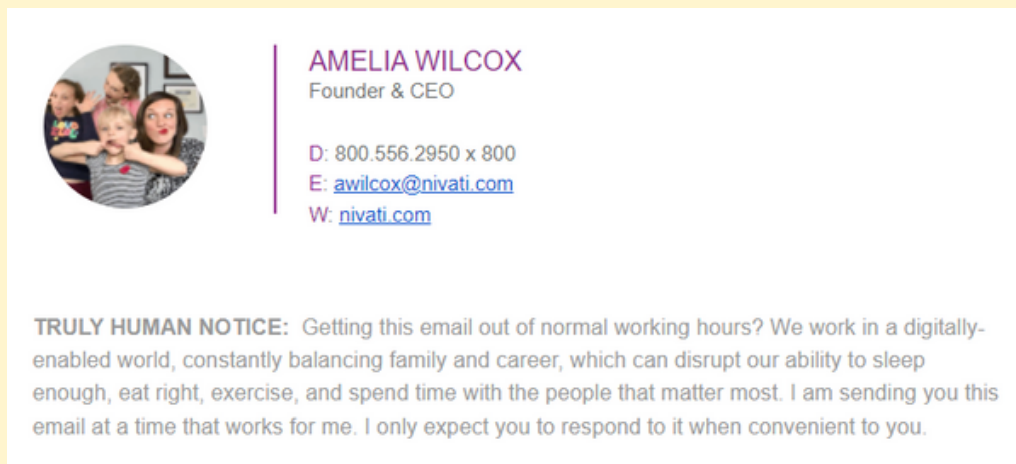 AMELIA WILCOX
Founder & CEO
D: 800.556.2950 x 800
E: awilcox@nivati.com
W: nivati.com
TRULY HUMAN NOTICE: Getting this email out of normal working hours? We work in a digitally-
enabled world, constantly balancing family and career, which can disrupt our ability to sleep
enough, eat right, exercise, and spend time with the people that matter most. I am sending you this
email at a time that works for me. I only expect you to respond to it when convenient to you.